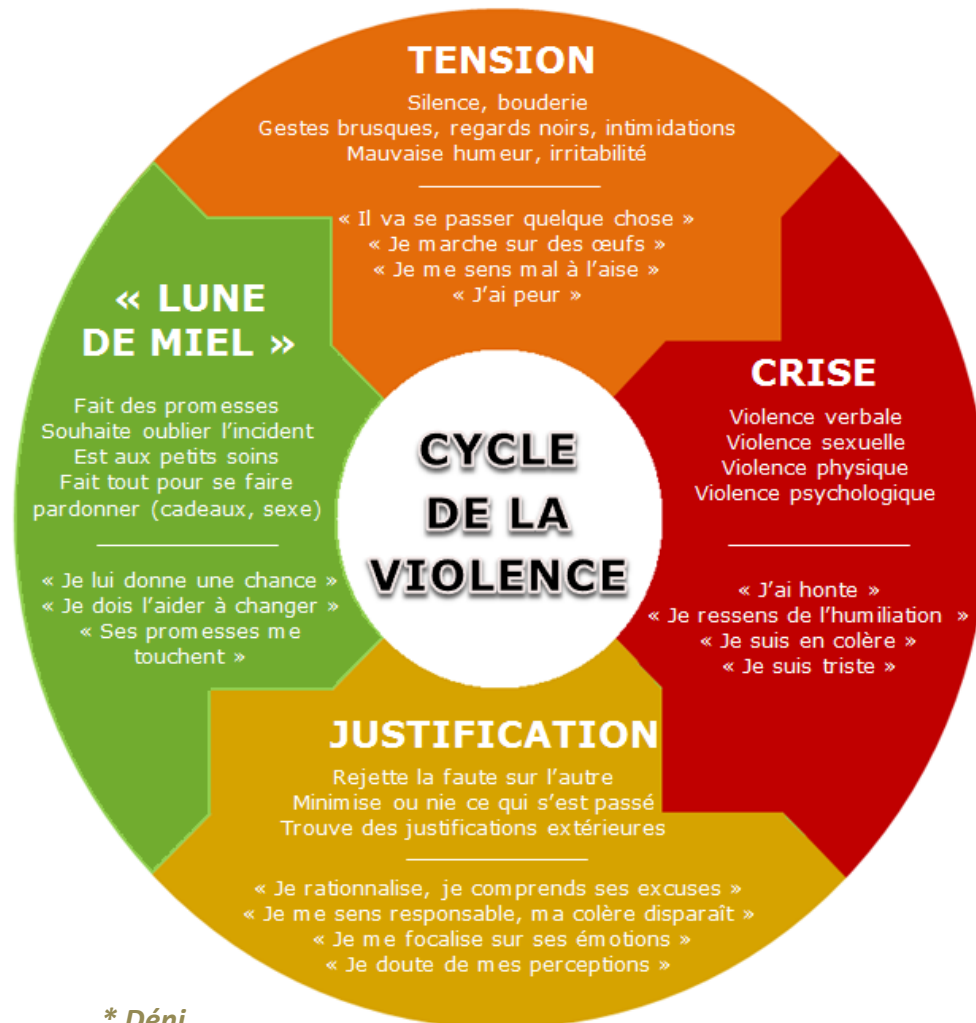 TENSION
Silence, bouderie
Gestes brusques, regards noirs, intimidations
Mauvaise humeur, irritabilité
« Il va se passer quelque chose »
« Je marche sur des œufs »
« Je me sens mal à l'aise »
« J'ai peur »
CRISE
Violence verbale
Violence sexuelle
Violence physique
Violence psychologique
« J'ai honte »
« Je ressens de l'humiliation »
« Je suis en colère »
« Je suis triste »
JUSTIFICATION
Rejette la faute sur l'autre
Minimise ou nie ce qui s'est passé
Trouve des justifications extérieures
« Je rationnalise, je comprends ses excuses »
« Je me sens responsable, ma colère disparaît »
« Je me focalise sur ses émotions »
« Je doute de mes perceptions »
« LUNE
DE MIEL »
Fait des promesses
Souhaite oublier l'incident
Est aux petits soins
Fait tout pour se faire
pardonner (cadeaux, sexe)
« Je lui donne une chance »
« Je dois l'aider à changer »
« Ses promesses me
touchent »
CYCLE
DE LA
VIOLENCE
* Déni